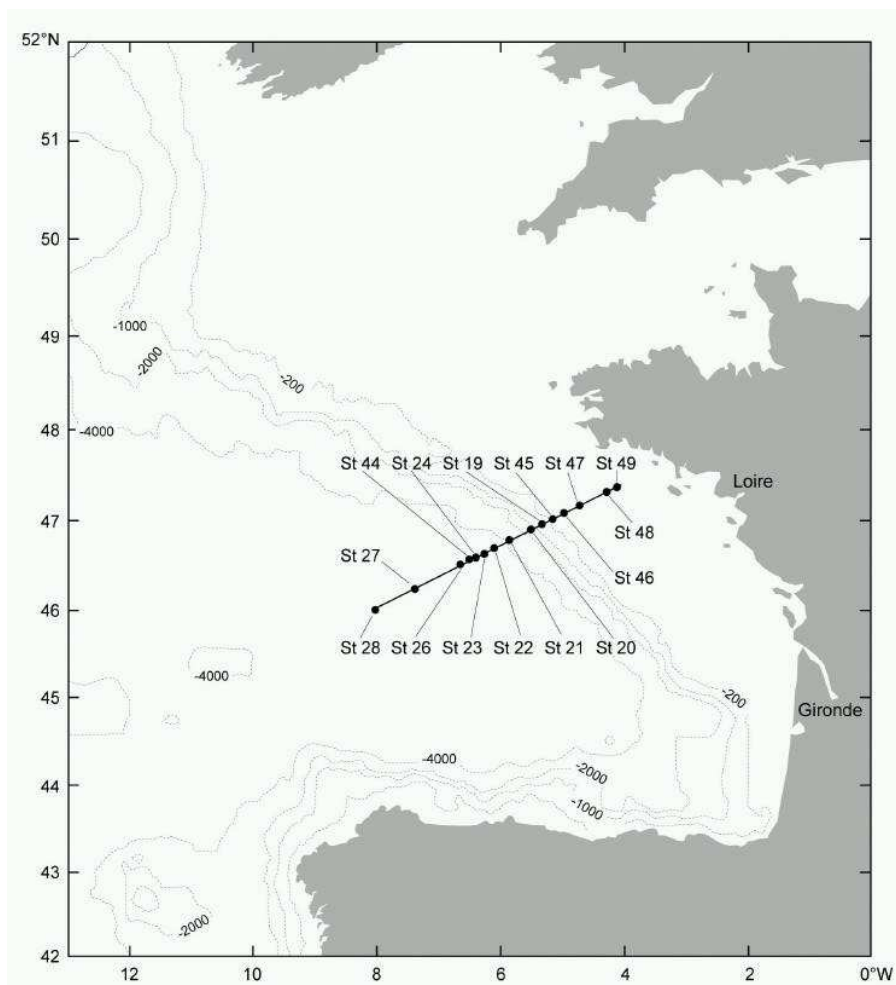 52°N
51
50
49
48
47
46
45
44
43
42
-1000
-2000
-200
-4000
St 44 St 24 St 19 St 45 St 47 St 49
Loire
St 48
St 27
St 46
St 28 St 26 St 23 St 22 St 21 St 20
-4000
-200
Gironde
-4000
-2000
-1000
-2000
12 10 8 6 4 2 0°W